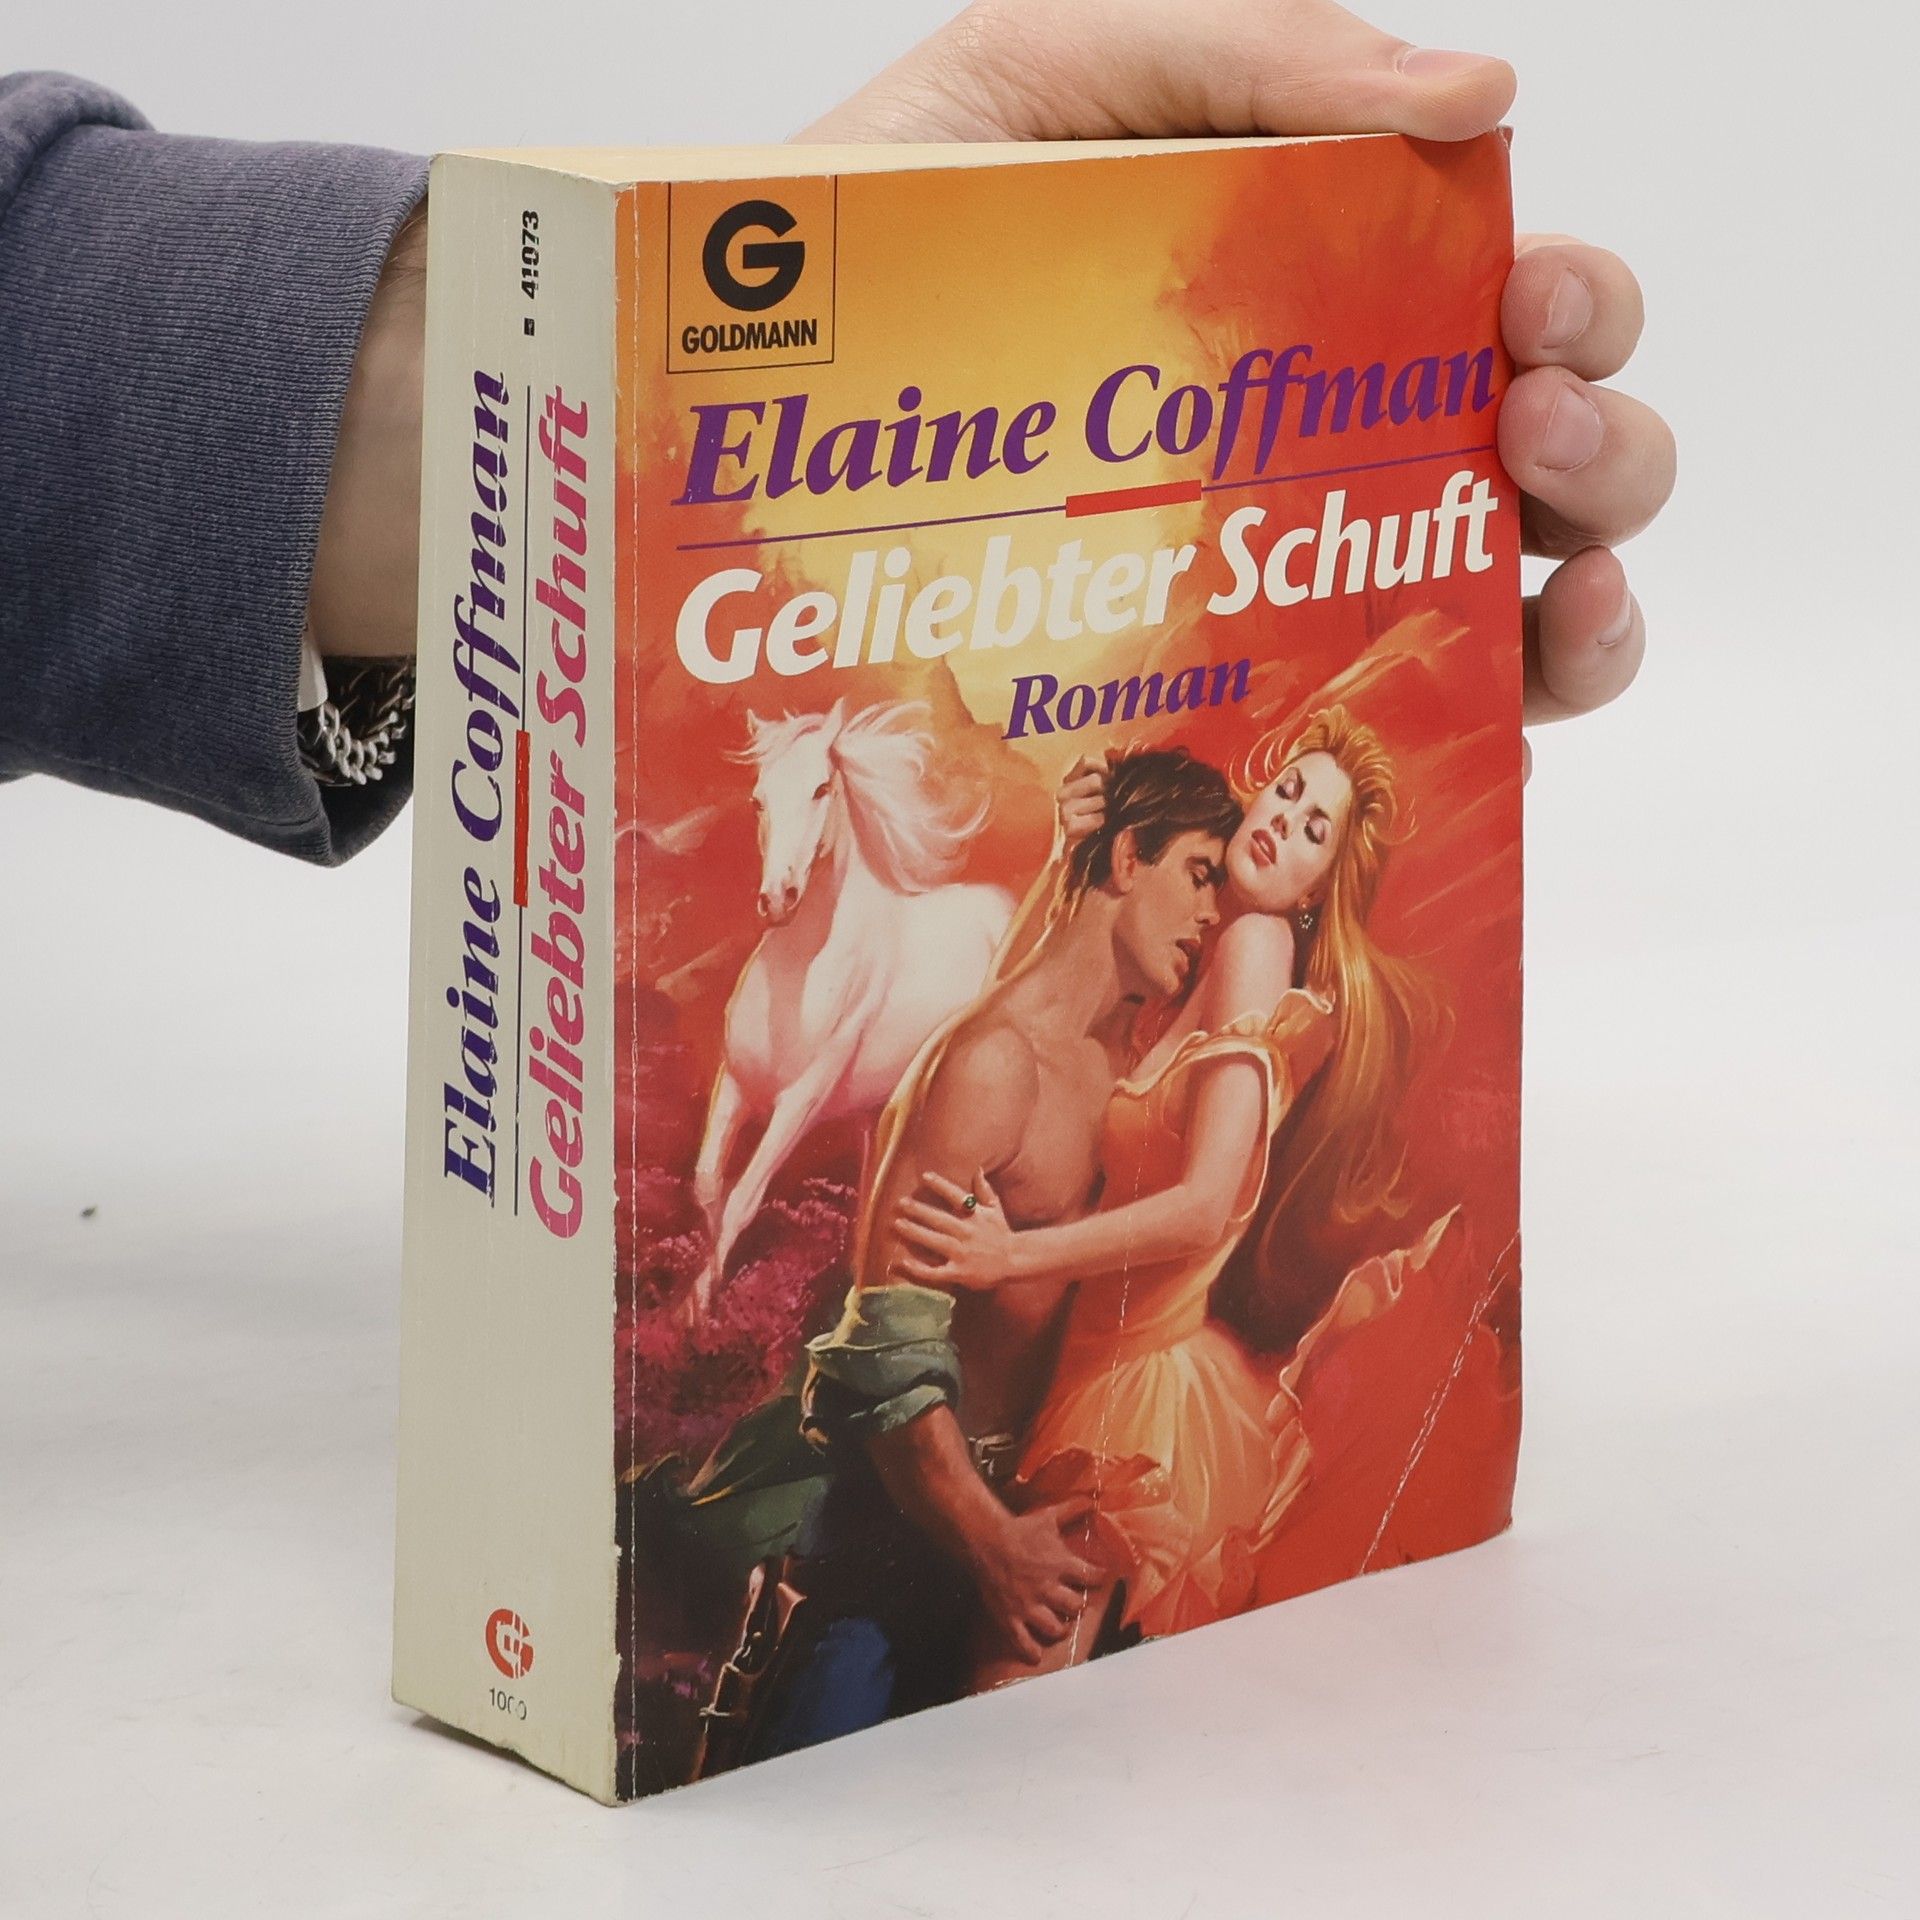 G
GOLDMANN
Elaine Coffman
Geliebter Schuft
Roman
41073
Elaine Coffman
Geliebter Schuft
G